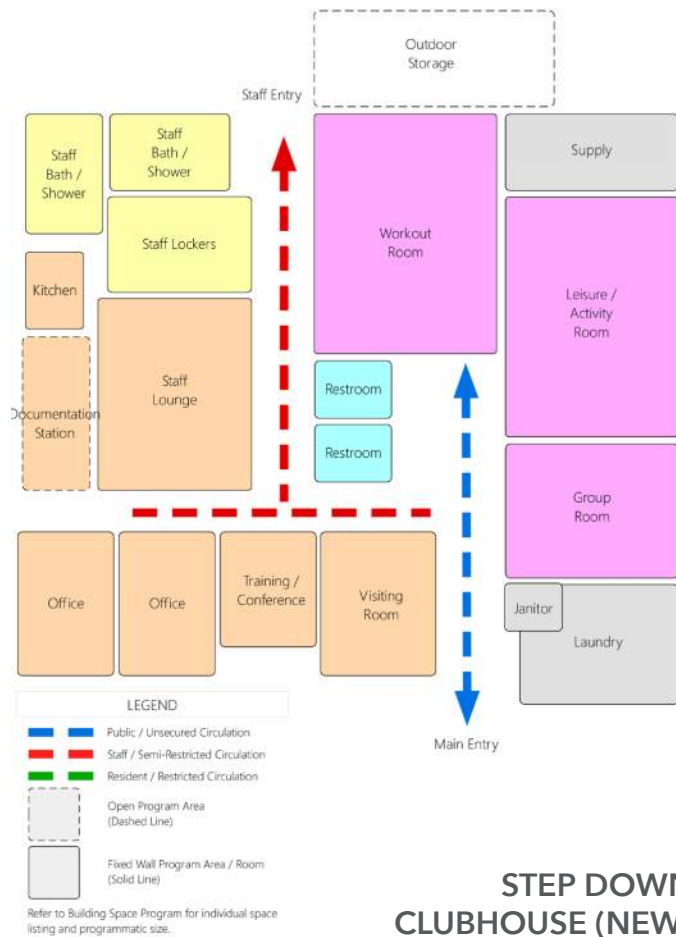 Outdoor
Storage
Staff Entry
Staff
Bath /
Shower
Staff
Bath /
Shower
Supply
Workout
Room
Staff Lockers
Kitchen
Leisure /
Activity
Room
Staff
Lounge
Documentation
Station
Restroom
Restroom
Group
Room
Office
Office
Training /
Conference
Visiting
Room
Janitor
Laundry
Main Entry
LEGEND
Public / Unsecured Circulation
Staff / Semi-Restricted Circulation
Resident / Restricted Circulation
Open Program Area
(Dashed Line)
Fixed Wall Program Area / Room
(Solid Line)
Refer to Building Space Program for individual space
listing and programmatic size.
STEP DOWN
CLUBHOUSE (NEW